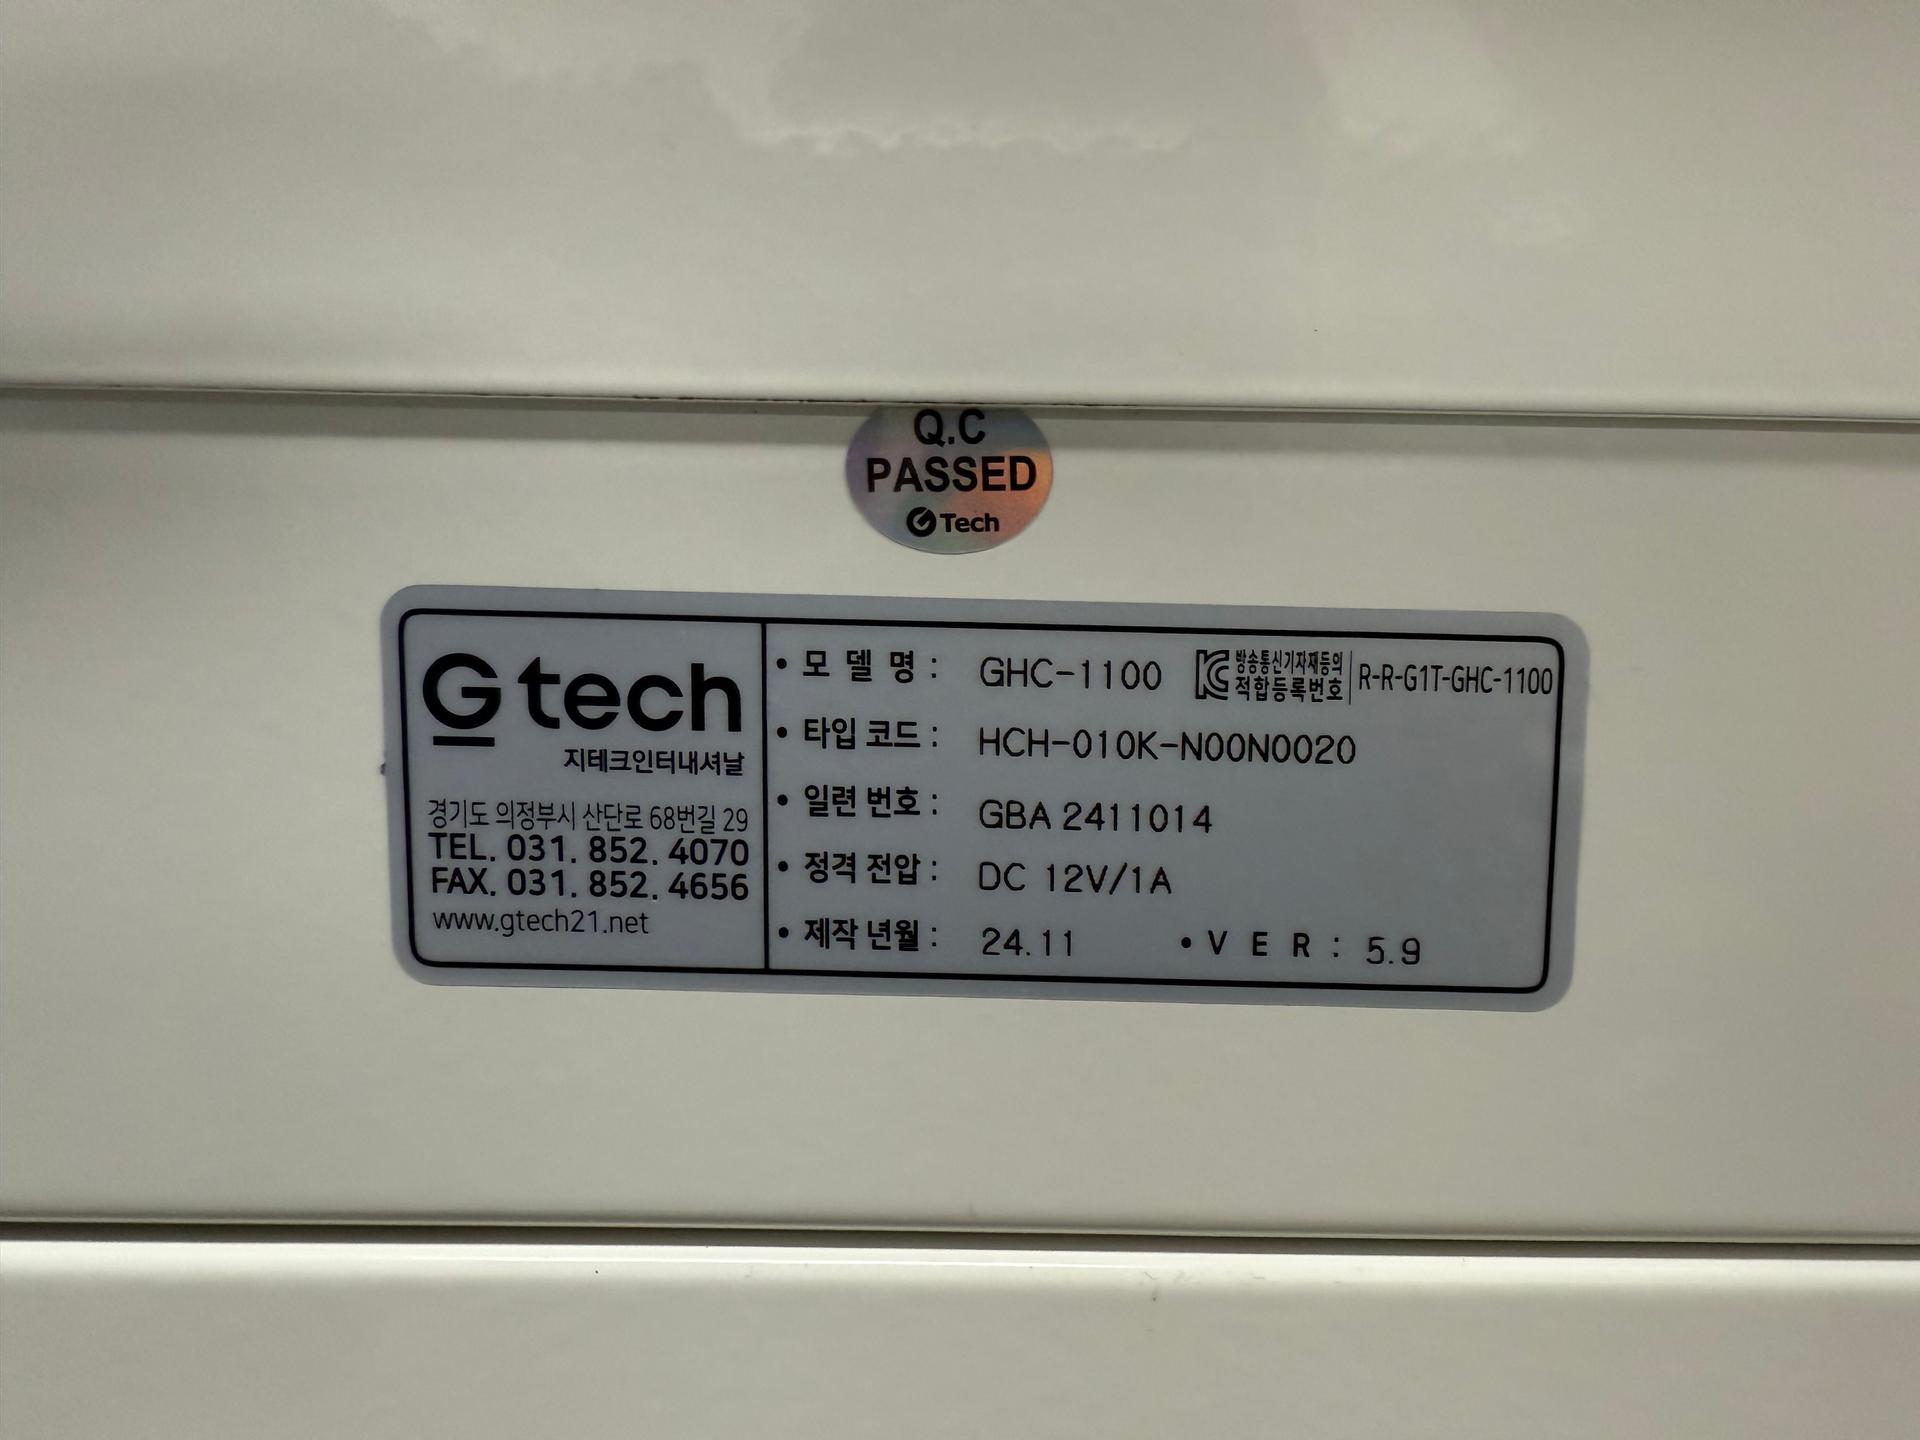 Q.C
PASSED
G Tech
G tech
지테크인터내셔날
경기도 의정부시 산단로 68번길 29
TEL. 031. 852. 4070
FAX. 031. 852. 4656
www.gtech21.net
• 모 델 명 : GHC-1100
방송통신기자재등의
적합등록번호
R-R-G1T-GHC-1100
• 타입 코드 : HCH-010K-N00N0020
• 일련 번호 : GBA 2411014
• 정격 전압 : DC 12V/1A
• 제작 년월 : 24.11 • V E R : 5.9